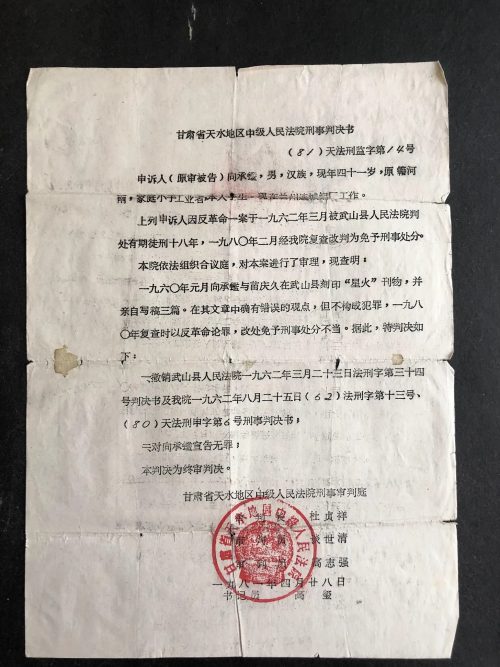 甘肃省天水地区中级人民法院刑事判决书
(81)天法刑监字第14号
申诉人(原审被告)向承鉴,男,汉族,现年四十一岁,原籍河
南,家庭小手工业者,本人学生,现在兰州 工作。
上列申诉人因反革命一案于一九六二年三月被武山县人民法院判
处有期徒刑十八年,一九八〇年二月经我院复查改判为免予刑事处分。
本院依法组织合议庭,对本案进行了审理,现查明:
一九六〇年元月向承鉴与苗庆久在武山县刻印“星火”刊物,并
亲自写稿三篇。在其文章中确有错误的观点,但不构成犯罪,一九八
〇年复查时以反革命论罪,改处免予刑事处分不当。据此,特判决如
下:
一撤销武山县人民法院一九六二年三月二十三日法刑字第三十四
号判决书及我院一九六二年八月二十五日(62)法刑字第十三号、
(80)天法刑申字第6号刑事判决书;
二对向承鉴宣告无罪;
本判决为终审判决。
甘肃省天水地区中级人民法院刑事审判庭
杜贞祥
谈世清
高志强
一九八一年四月廿八日
书记员 高玺
甘肃省天水地区中级人民法院